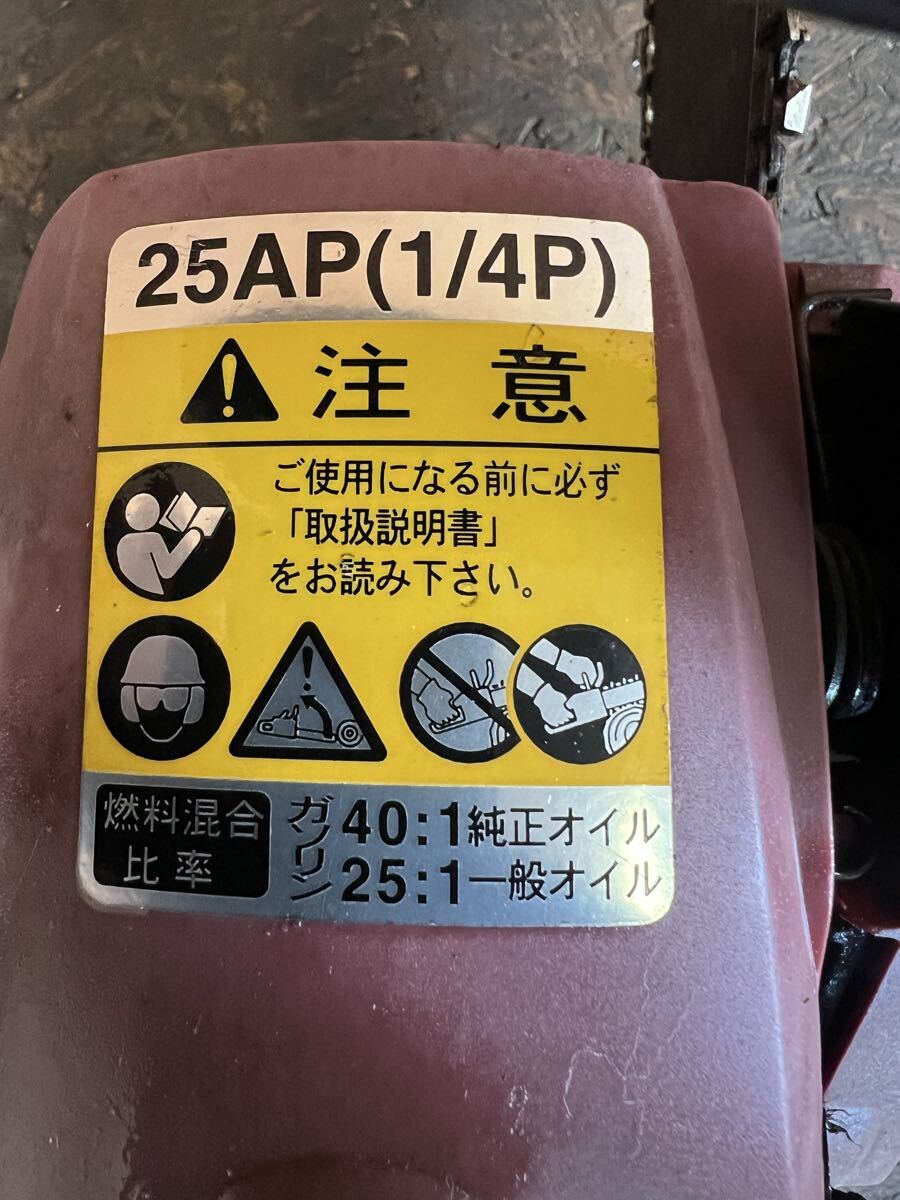 25AP(1/4P)
注意
ご使用になる前に必ず
「取扱説明書」
をお読み下さい。
燃料混合
比率
ガソリン
40:1純正オイル
25:1一般オイル